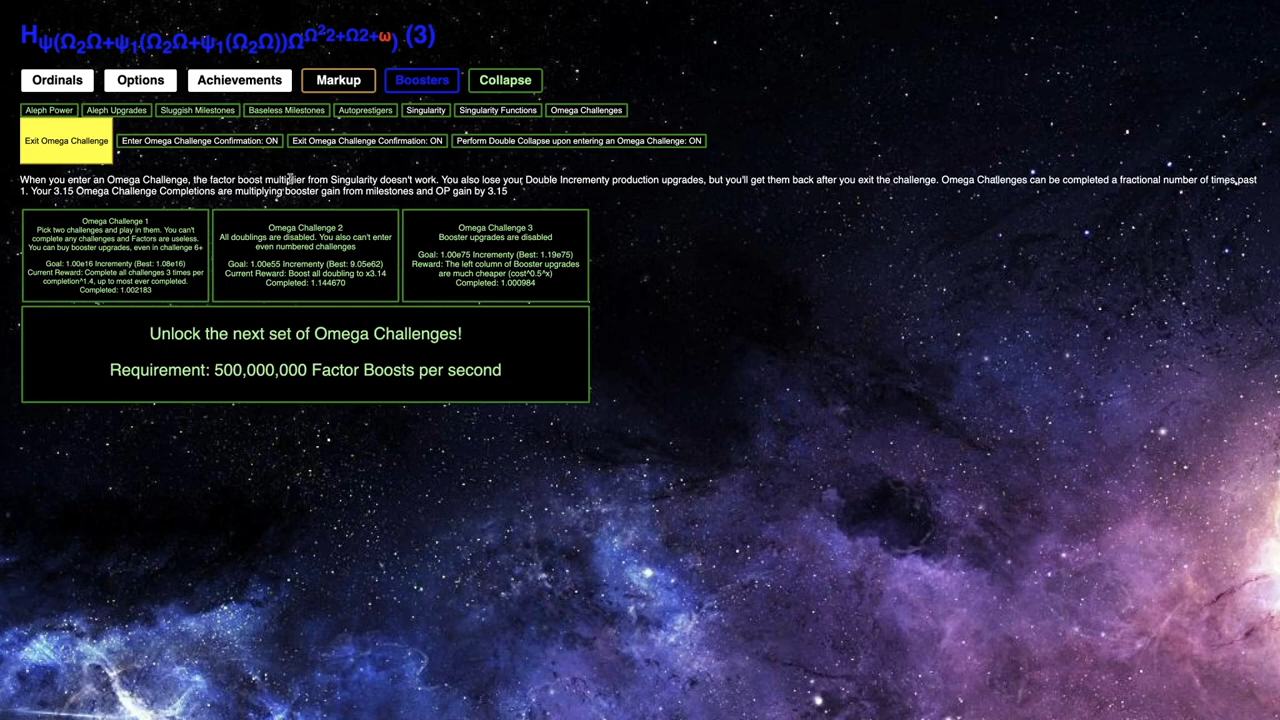 Hψ(Ω₂Ω+ψ₁(Ω₂Ω+ψ₁(Ω₂Ω))Ω^Ω²2+Ω2+ω) (3)
Ordinals Options Achievements Markup Boosters Collapse
Aleph Power Aleph Upgrades Sluggish Milestones Baseless Milestones Autoprestigers Singularity Singularity Functions Omega Challenges
Exit Omega Challenge Enter Omega Challenge Confirmation: ON Exit Omega Challenge Confirmation: ON Perform Double Collapse upon entering an Omega Challenge: ON
When you enter an Omega Challenge, the factor boost multiplier from Singularity doesn't work. You also lose your Double Incrementy production upgrades, but you'll get them back after you exit the challenge. Omega Challenges can be completed a fractional number of times past
1. Your 3.15 Omega Challenge Completions are multiplying booster gain from milestones and OP gain by 3.15
Omega Challenge 1
Pick two challenges and play in them. You can't
complete any challenges and Factors are useless.
You can buy booster upgrades, even in challenge 6+
Goal: 1.00e16 Incrementy (Best: 1.08e16)
Current Reward: Complete all challenges 3 times per
completion^1.4, up to most ever completed.
Completed: 1.002183
Omega Challenge 2
All doublings are disabled. You also can't enter
even numbered challenges
Goal: 1.00e55 Incrementy (Best: 9.05e62)
Current Reward: Boost all doubling to x3.14
Completed: 1.144670
Omega Challenge 3
Booster upgrades are disabled
Goal: 1.00e75 Incrementy (Best: 1.19e75)
Reward: The left column of Booster upgrades
are much cheaper (cost^0.5^x)
Completed: 1.000984
Unlock the next set of Omega Challenges!
Requirement: 500,000,000 Factor Boosts per second